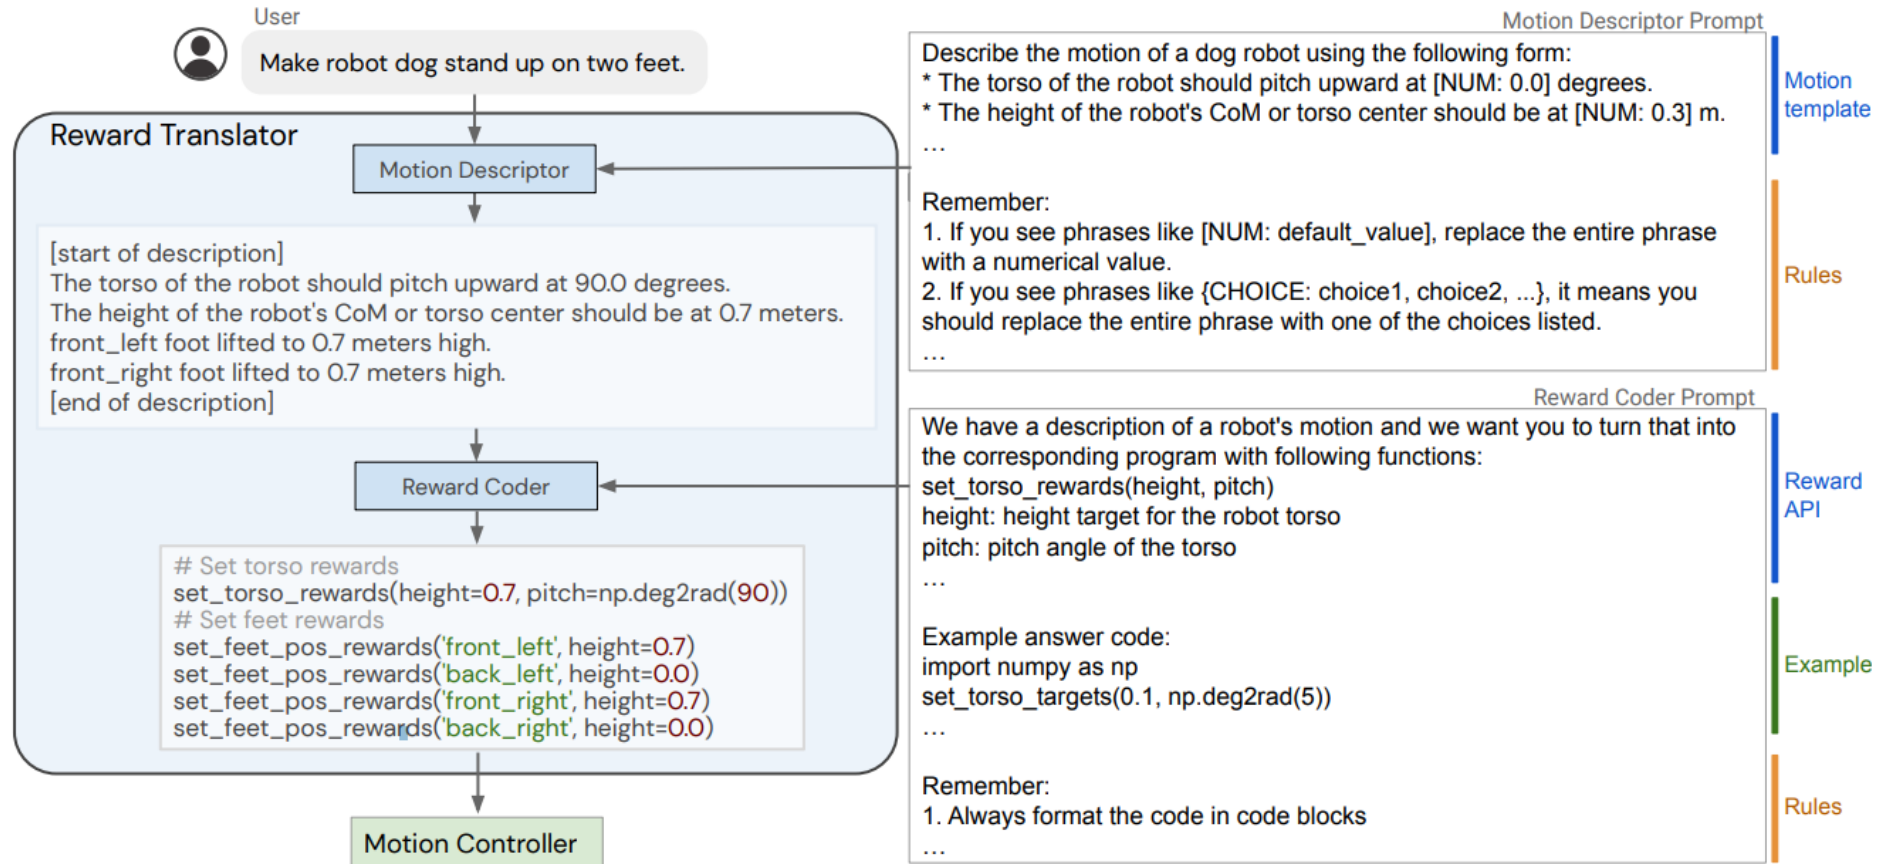 User
Make robot dog stand up on two feet.
Reward Translator
Motion Descriptor
[start of description]
The torso of the robot should pitch upward at 90.0 degrees.
The height of the robot's CoM or torso center should be at 0.7 meters.
front_left foot lifted to 0.7 meters high.
front_right foot lifted to 0.7 meters high.
[end of description]
Reward Coder
# Set torso rewards
set_torso_rewards(height=0.7, pitch=np.deg2rad(90))
# Set feet rewards
set_feet_pos_rewards('front_left', height=0.7)
set_feet_pos_rewards('back_left', height=0.0)
set_feet_pos_rewards('front_right', height=0.7)
set_feet_pos_rewards('back_right', height=0.0)
Motion Controller
Motion Descriptor Prompt
Describe the motion of a dog robot using the following form:
* The torso of the robot should pitch upward at [NUM: 0.0] degrees.
* The height of the robot's CoM or torso center should be at [NUM: 0.3] m.
...
Motion
template
Remember:
1. If you see phrases like [NUM: default_value], replace the entire phrase
with a numerical value.
2. If you see phrases like {CHOICE: choice1, choice2, ...}, it means you
should replace the entire phrase with one of the choices listed.
...
Rules
Reward Coder Prompt
We have a description of a robot's motion and we want you to turn that into
the corresponding program with following functions:
set_torso_rewards(height, pitch)
height: height target for the robot torso
pitch: pitch angle of the torso
...
Reward
API
Example answer code:
import numpy as np
set_torso_targets(0.1, np.deg2rad(5))
...
Example
Remember:
1. Always format the code in code blocks
...
Rules